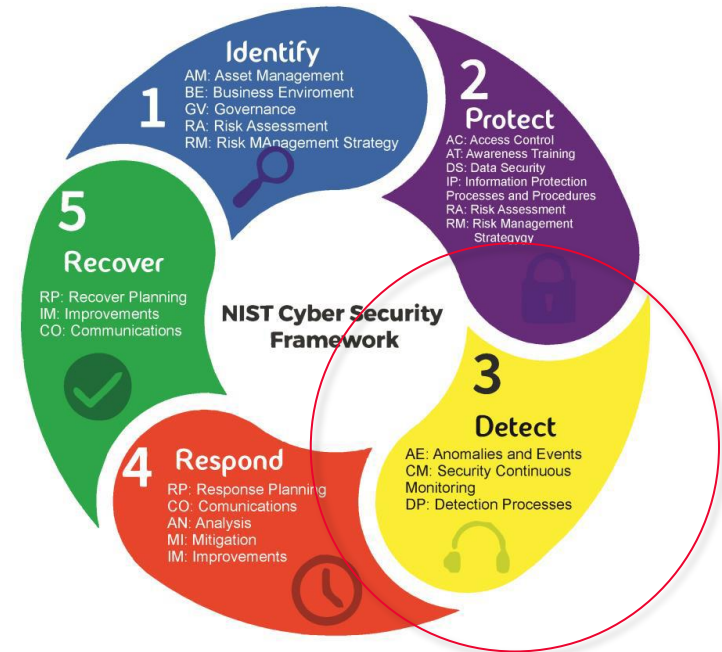 1
Identify
AM: Asset Management
BE: Business Enviroment
GV: Governance
RA: Risk Assessment
RM: Risk MAnagement Strategy
2
Protect
AC: Access Control
AT: Awareness Training
DS: Data Security
IP: Information Protection
Processes and Procedures
RA: Risk Assessment
RM: Risk Management
Strategygy
3
Detect
AE: Anomalies and Events
CM: Security Continuous
Monitoring
DP: Detection Processes
4
Respond
RP: Response Planning
CO: Comunications
AN: Analysis
MI: Mitigation
IM: Improvements
5
Recover
RP: Recover Planning
IM: Improvements
CO: Communications
NIST Cyber Security
Framework